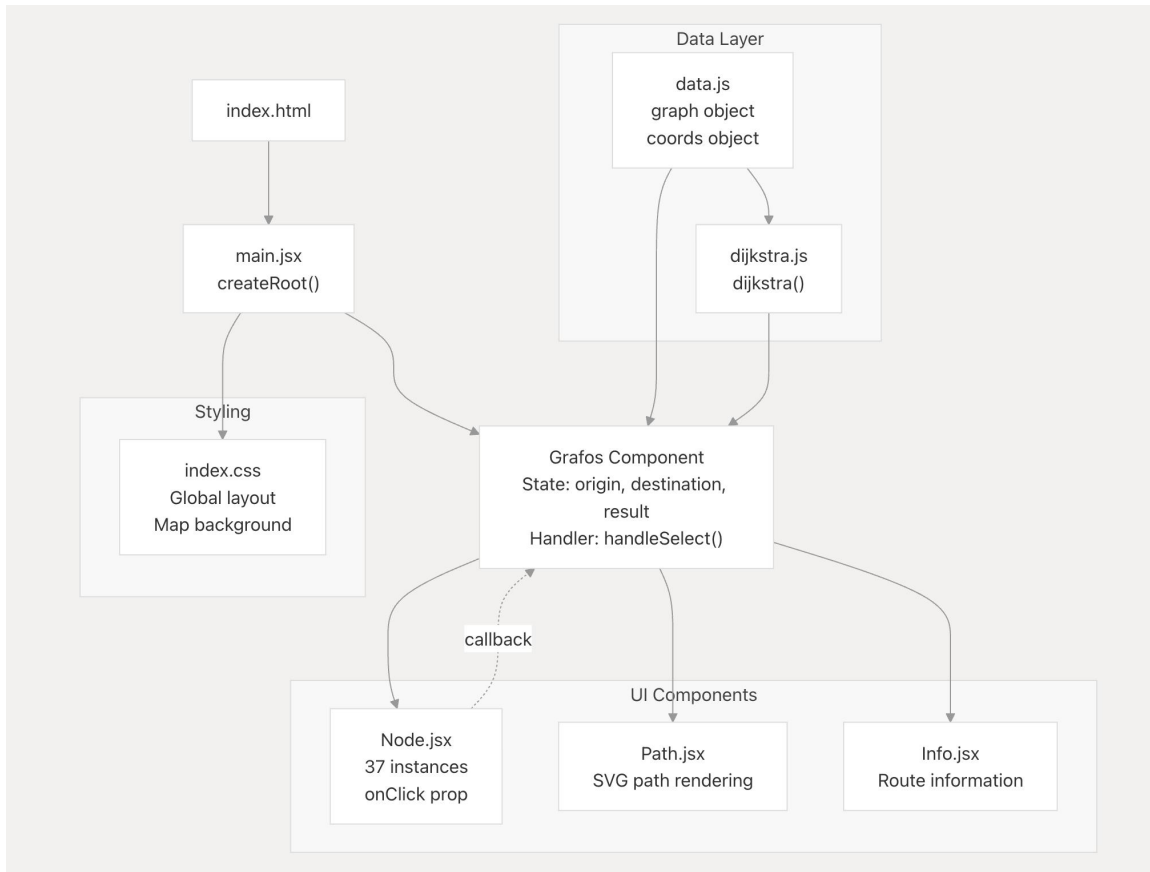 Data Layer
data.js
graph object
coords object
index.html
main.jsx
createRoot()
dijkstra.js
dijkstra()
Styling
index.css
Global layout
Map background
Grafos Component
State: origin, destination,
result
Handler: handleSelect()
callback
UI Components
Node.jsx
37 instances
onClick prop
Path.jsx
SVG path rendering
Info.jsx
Route information